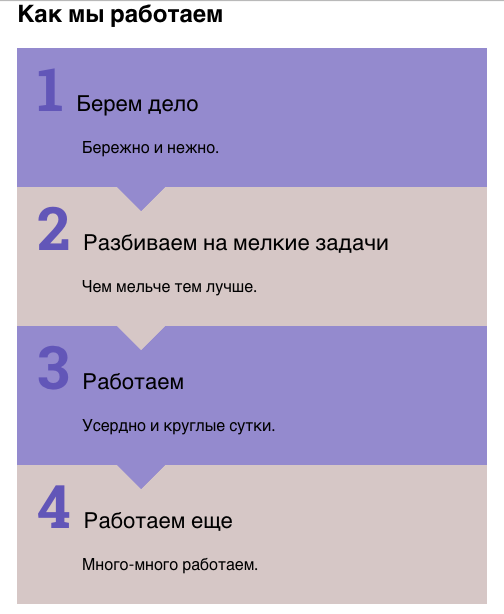 Как мы работаем
1 Берем дело
Бережно и нежно.
2 Разбиваем на мелкие задачи
Чем мельче тем лучше.
3 Работаем
Усердно и круглые сутки.
4 Работаем еще
Много-много работаем.